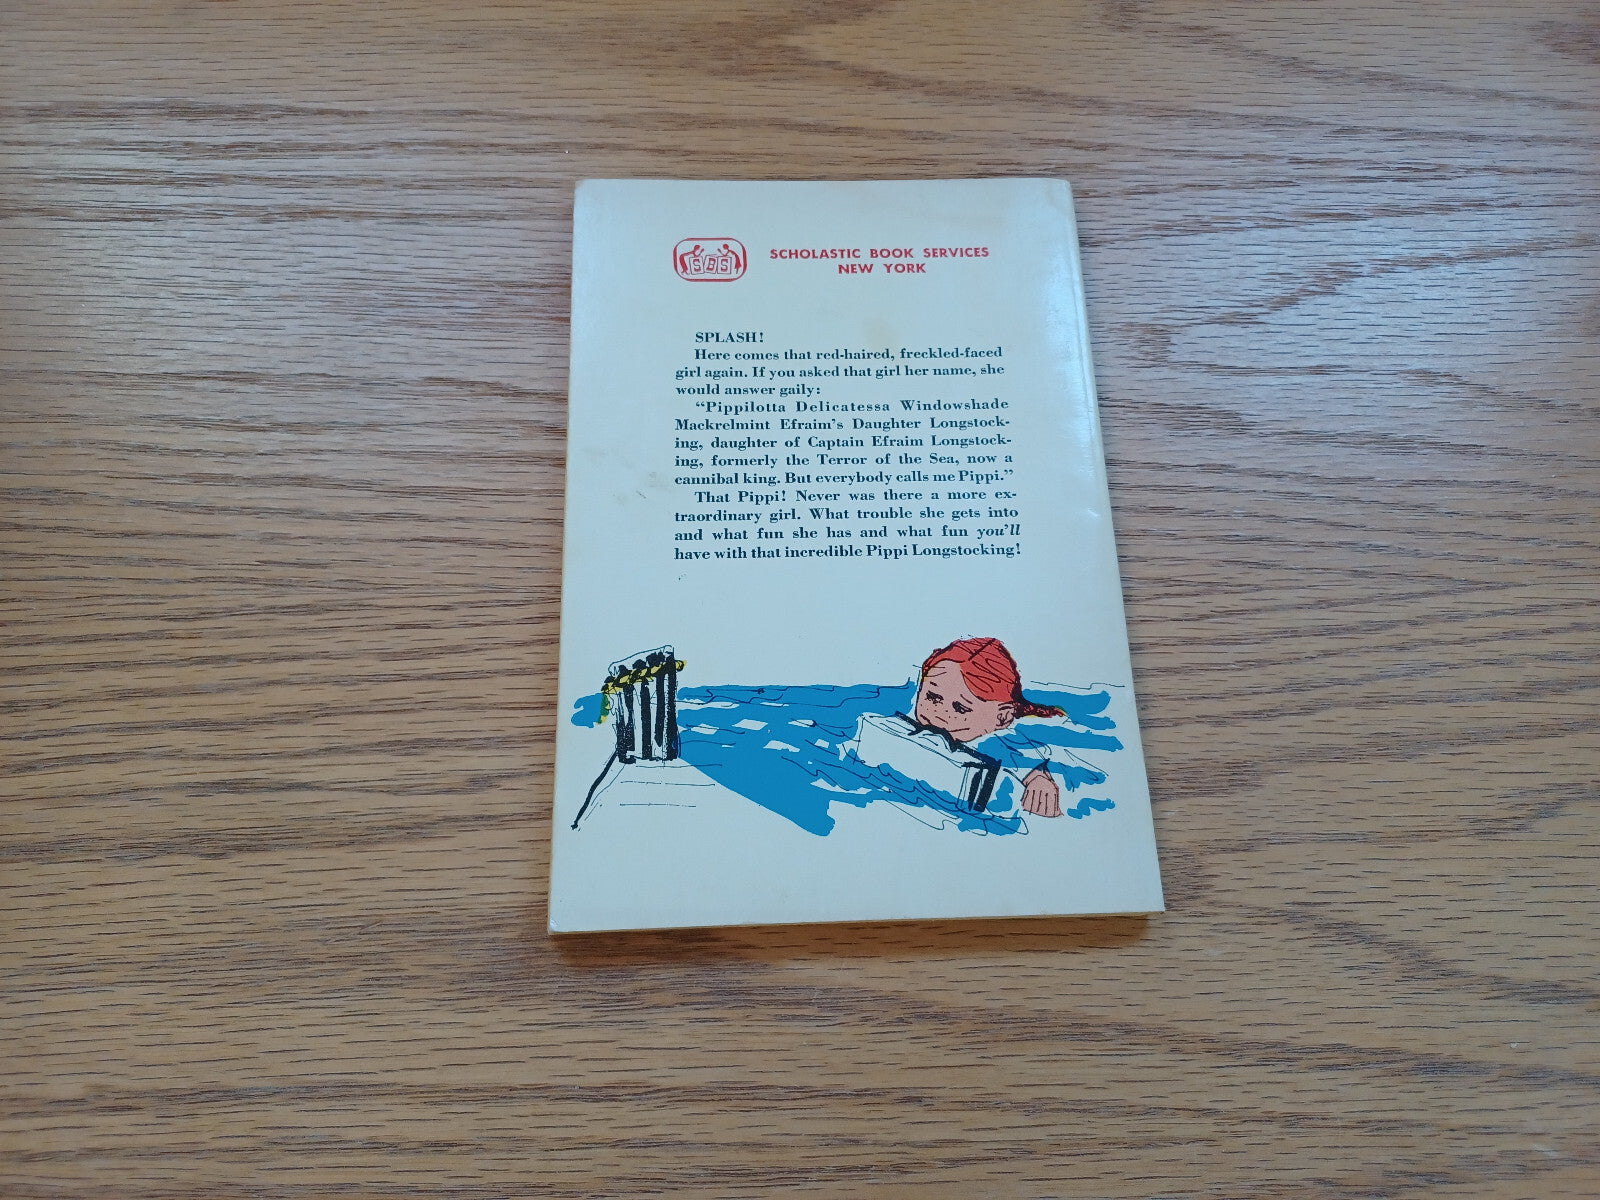 SBS
SCHOLASTIC BOOK SERVICES
NEW YORK
SPLASH!
Here comes that red-haired, freckled-faced
girl again. If you asked that girl her name, she
would answer gaily:
“Pippilotta Delicatessa Windowshade
Mackrelmint Efraim’s Daughter Longstock-
ing, daughter of Captain Efraim Longstock-
ing, formerly the Terror of the Sea, now a
cannibal king. But everybody calls me Pippi.”
That Pippi! Never was there a more ex-
traordinary girl. What trouble she gets into
and what fun she has and what fun you’ll
have with that incredible Pippi Longstocking!